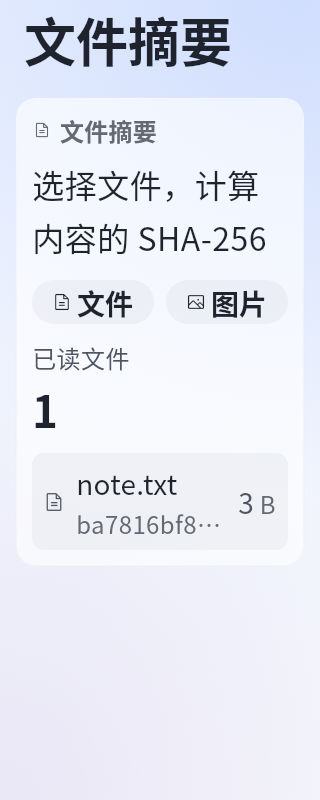 文件摘要
文件摘要
选择文件，计算
内容的 SHA-256
文件
图片
已读文件
1
note.txt
3 B
ba7816bf8…